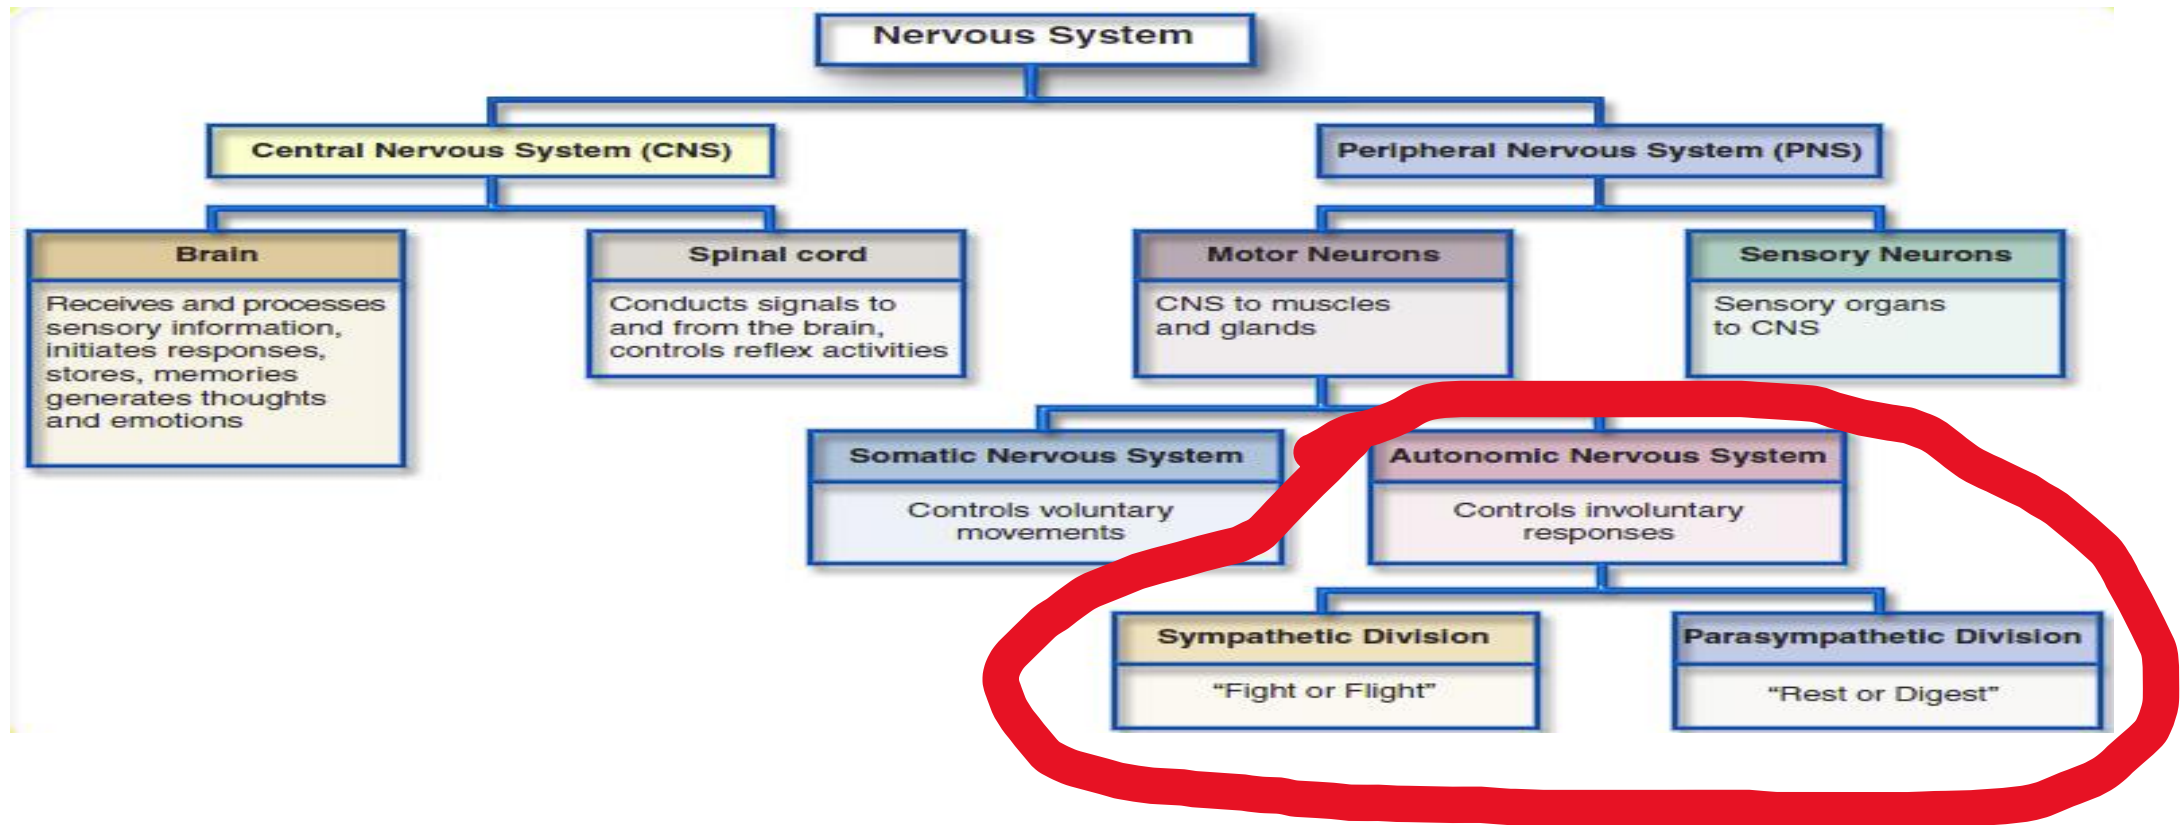 Nervous System
Central Nervous System (CNS)
Peripheral Nervous System (PNS)
Brain
Receives and processes
sensory information,
initiates responses,
stores, memories
generates thoughts
and emotions
Spinal cord
Conducts signals to
and from the brain,
controls reflex activities
Motor Neurons
CNS to muscles
and glands
Sensory Neurons
Sensory organs
to CNS
Somatic Nervous System
Controls voluntary
movements
Autonomic Nervous System
Controls involuntary
responses
Sympathetic Division
“Fight or Flight”
Parasympathetic Division
“Rest or Digest”